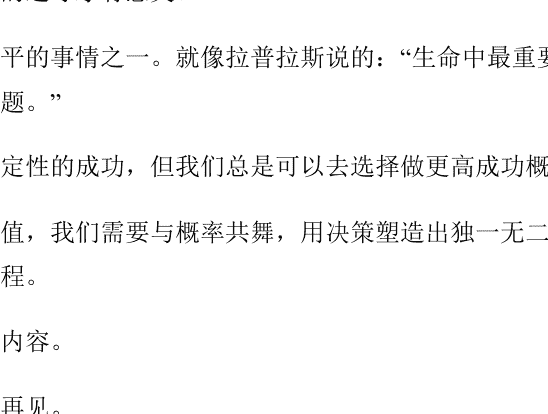 平的事情之一。就像拉普拉斯说的：“生命中最重要
题。”
定性的成功，但我们总是可以去选择做更高成功概
值，我们需要与概率共舞，用决策塑造出独一无二
程。
内容。
再见。